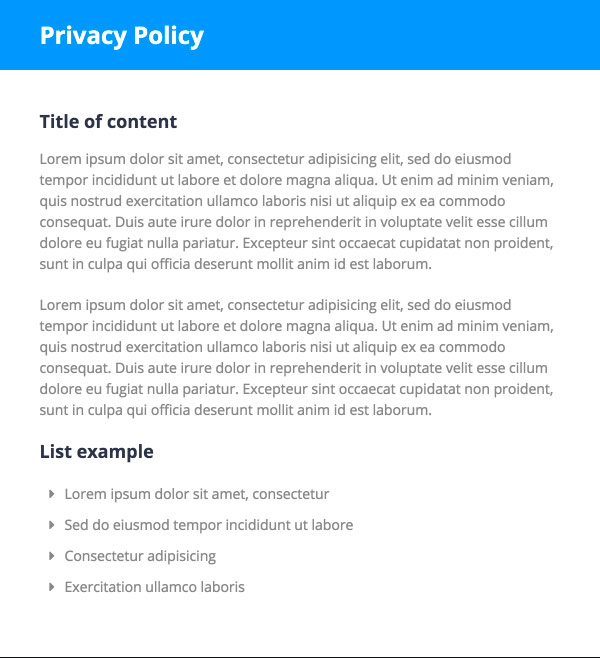 Privacy Policy
Title of content
Lorem ipsum dolor sit amet, consectetur adipisicing elit, sed do eiusmod
tempor incididunt ut labore et dolore magna aliqua. Ut enim ad minim veniam,
quis nostrud exercitation ullamco laboris nisi ut aliquip ex ea commodo
consequat. Duis aute irure dolor in reprehenderit in voluptate velit esse cillum
dolore eu fugiat nulla pariatur. Excepteur sint occaecat cupidatat non proident,
sunt in culpa qui officia deserunt mollit anim id est laborum.
Lorem ipsum dolor sit amet, consectetur adipisicing elit, sed do eiusmod
tempor incididunt ut labore et dolore magna aliqua. Ut enim ad minim veniam,
quis nostrud exercitation ullamco laboris nisi ut aliquip ex ea commodo
consequat. Duis aute irure dolor in reprehenderit in voluptate velit esse cillum
dolore eu fugiat nulla pariatur. Excepteur sint occaecat cupidatat non proident,
sunt in culpa qui officia deserunt mollit anim id est laborum.
List example
Lorem ipsum dolor sit amet, consectetur
Sed do eiusmod tempor incididunt ut labore
Consectetur adipisicing
Exercitation ullamco laboris